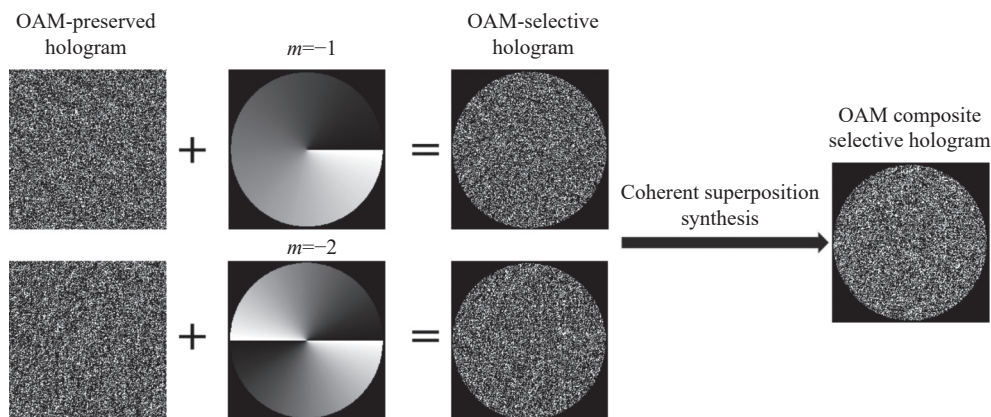 OAM-preserved
hologram
m=−1
OAM-selective
hologram
+
=
m=−2
+
=
Coherent superposition
synthesis
OAM composite
selective hologram